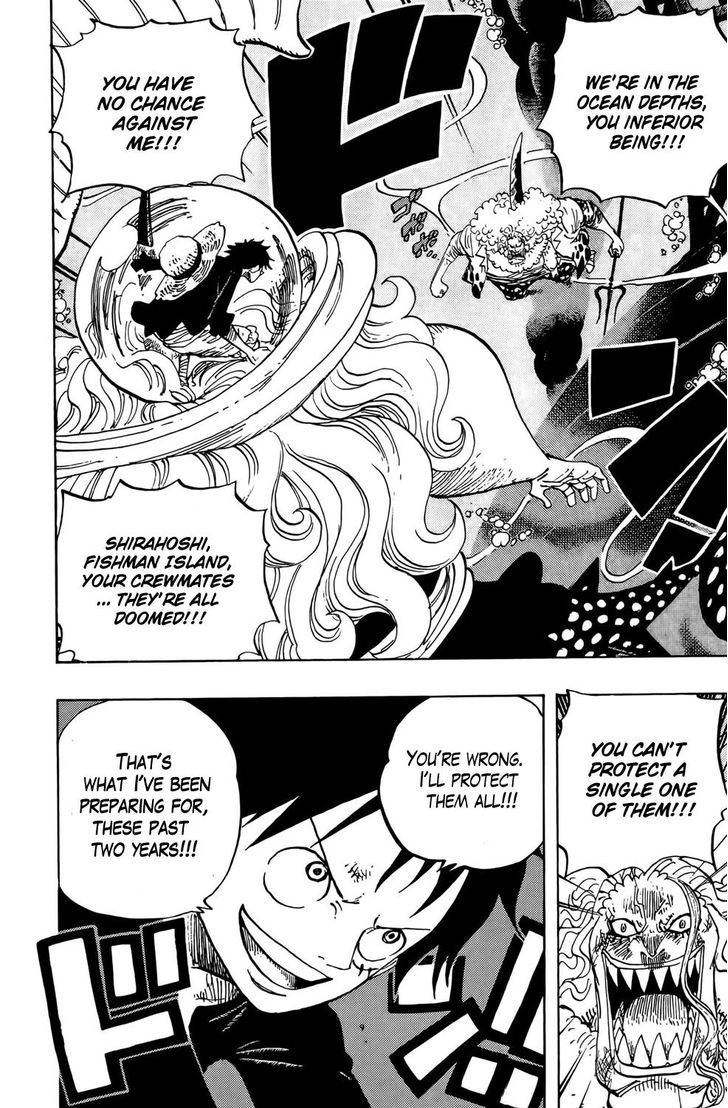 WE'RE IN THE
OCEAN DEPTHS,
YOU INFERIOR
BEING!!!
YOU HAVE
NO CHANCE
AGAINST
ME!!!
SHIRAHOSHI,
FISHMAN ISLAND,
YOUR CREWMATES
... THEY'RE ALL
DOOMED!!!
YOU CAN'T
PROTECT A
SINGLE ONE
OF THEM!!!
YOU'RE WRONG.
I'LL PROTECT
THEM ALL!!!
THAT'S
WHAT I'VE BEEN
PREPARING FOR,
THESE PAST
TWO YEARS!!!
ドン!!